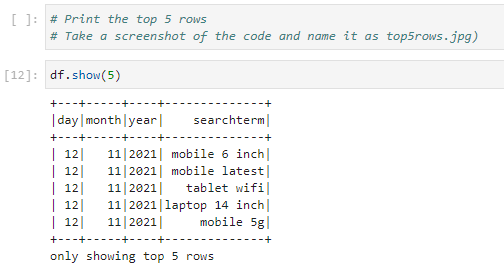 [ ]: # Print the top 5 rows
# Take a screenshot of the code and name it as top5rows.jpg)
[12]: df.show(5)
+---+-----+----+--------------+
|day|month|year|    searchterm|
+---+-----+----+--------------+
| 12|   11|2021| mobile 6 inch|
| 12|   11|2021| mobile latest|
| 12|   11|2021|   tablet wifi|
| 12|   11|2021|laptop 14 inch|
| 12|   11|2021|     mobile 5g|
+---+-----+----+--------------+
only showing top 5 rows